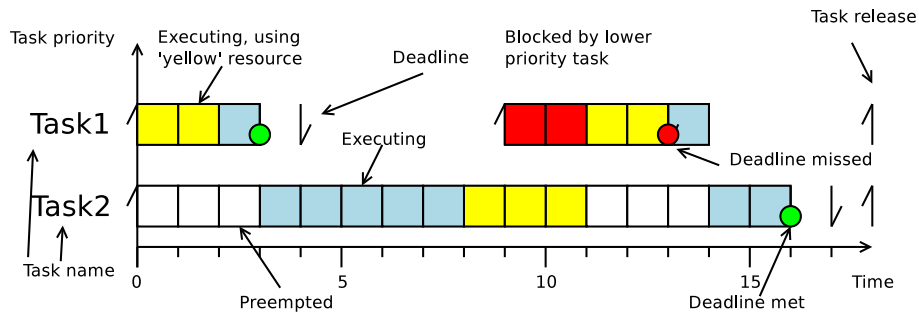 Task release
Task priority
Executing, using
'yellow' resource
Deadline
Blocked by lower
priority task
Task1
Executing
Deadline missed
Task2
Task name
0
5
10
15
Time
Preempted
Deadline met